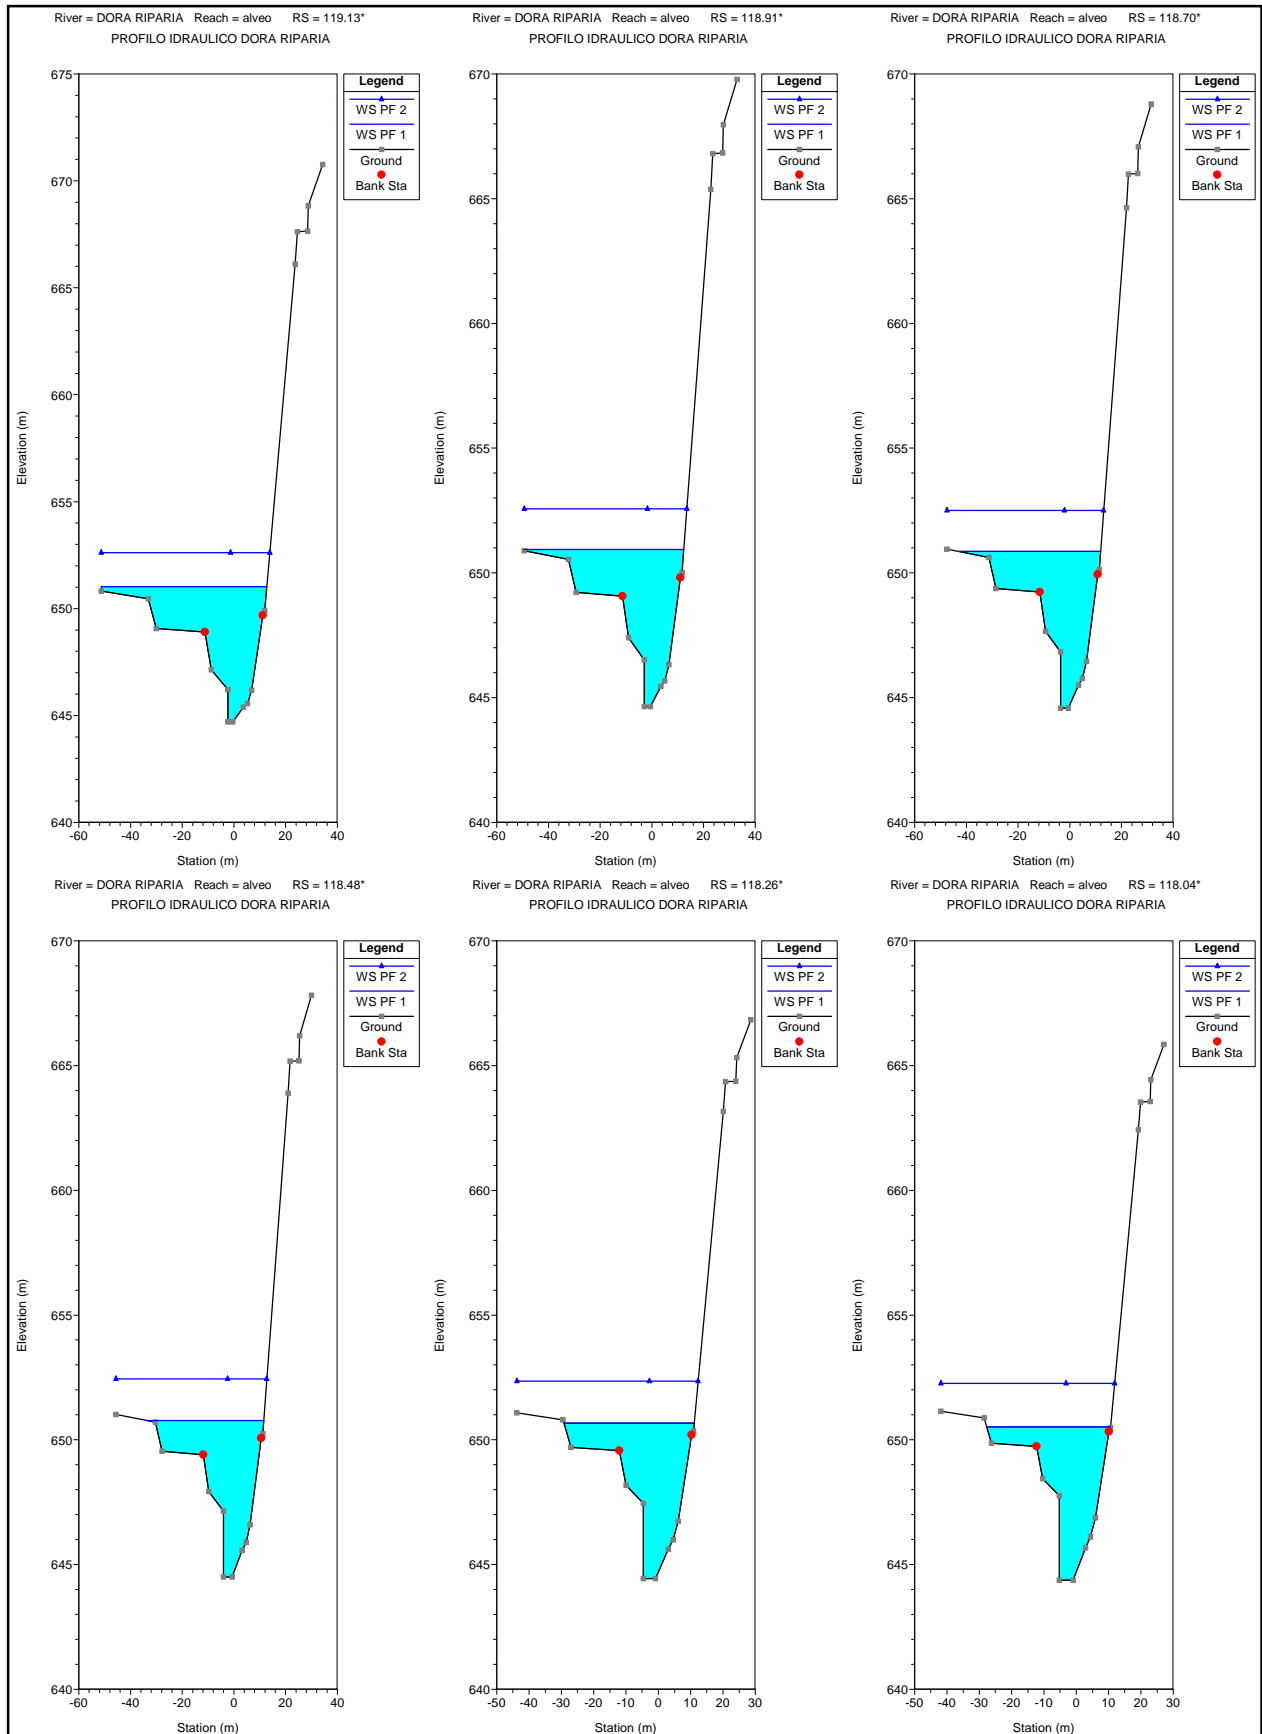 River = DORA RIPARIA Reach = alveo RS = 119.13*
PROFILO IDRAULICO DORA RIPARIA
675
670
665
660
655
650
645
640
-60 -40 -20 0 20 40
Elevation (m)
Station (m)
Legend
WS PF 2
WS PF 1
Ground
Bank Sta
River = DORA RIPARIA Reach = alveo RS = 118.91*
PROFILO IDRAULICO DORA RIPARIA
670
665
660
655
650
645
640
-60 -40 -20 0 20 40
Elevation (m)
Station (m)
Legend
WS PF 2
WS PF 1
Ground
Bank Sta
River = DORA RIPARIA Reach = alveo RS = 118.70*
PROFILO IDRAULICO DORA RIPARIA
670
665
660
655
650
645
640
-60 -40 -20 0 20 40
Elevation (m)
Station (m)
Legend
WS PF 2
WS PF 1
Ground
Bank Sta
River = DORA RIPARIA Reach = alveo RS = 118.48*
PROFILO IDRAULICO DORA RIPARIA
670
665
660
655
650
645
640
-60 -40 -20 0 20 40
Elevation (m)
Station (m)
Legend
WS PF 2
WS PF 1
Ground
Bank Sta
River = DORA RIPARIA Reach = alveo RS = 118.26*
PROFILO IDRAULICO DORA RIPARIA
670
665
660
655
650
645
640
-50 -40 -30 -20 -10 0 10 20 30
Elevation (m)
Station (m)
Legend
WS PF 2
WS PF 1
Ground
Bank Sta
River = DORA RIPARIA Reach = alveo RS = 118.04*
PROFILO IDRAULICO DORA RIPARIA
670
665
660
655
650
645
640
-50 -40 -30 -20 -10 0 10 20 30
Elevation (m)
Station (m)
Legend
WS PF 2
WS PF 1
Ground
Bank Sta